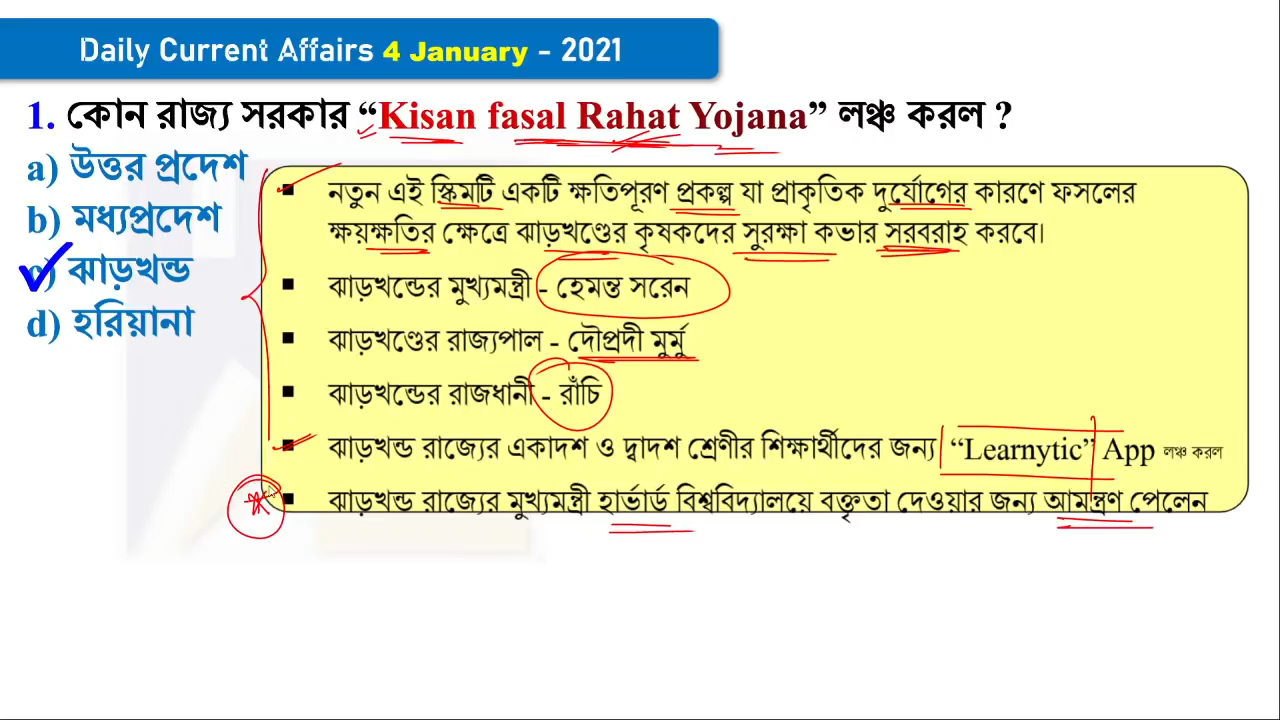 Daily Current Affairs 4 January - 2021
1. কোন রাজ্য সরকার “Kisan fasal Rahat Yojana” লঞ্চ করল ?
a) উত্তর প্রদেশ
b) মধ্যপ্রদেশ
c) ঝাড়খন্ড
d) হরিয়ানা
▪ নতুন এই স্কিমটি একটি ক্ষতিপূরণ প্রকল্প যা প্রাকৃতিক দুর্যোগের কারণে ফসলের
ক্ষয়ক্ষতির ক্ষেত্রে ঝাড়খণ্ডের কৃষকদের সুরক্ষা কভার সরবরাহ করবে।
▪ ঝাড়খন্ডের মুখ্যমন্ত্রী - হেমন্ত সরেন
▪ ঝাড়খণ্ডের রাজ্যপাল - দৌপ্রদী মুর্মু
▪ ঝাড়খন্ডের রাজধানী - রাঁচি
▪ ঝাড়খন্ড রাজ্যের একাদশ ও দ্বাদশ শ্রেণীর শিক্ষার্থীদের জন্য “Learnytic” App লঞ্চ করল
▪ ঝাড়খন্ড রাজ্যের মুখ্যমন্ত্রী হার্ভার্ড বিশ্ববিদ্যালয়ে বক্তৃতা দেওয়ার জন্য আমন্ত্রণ পেলেন